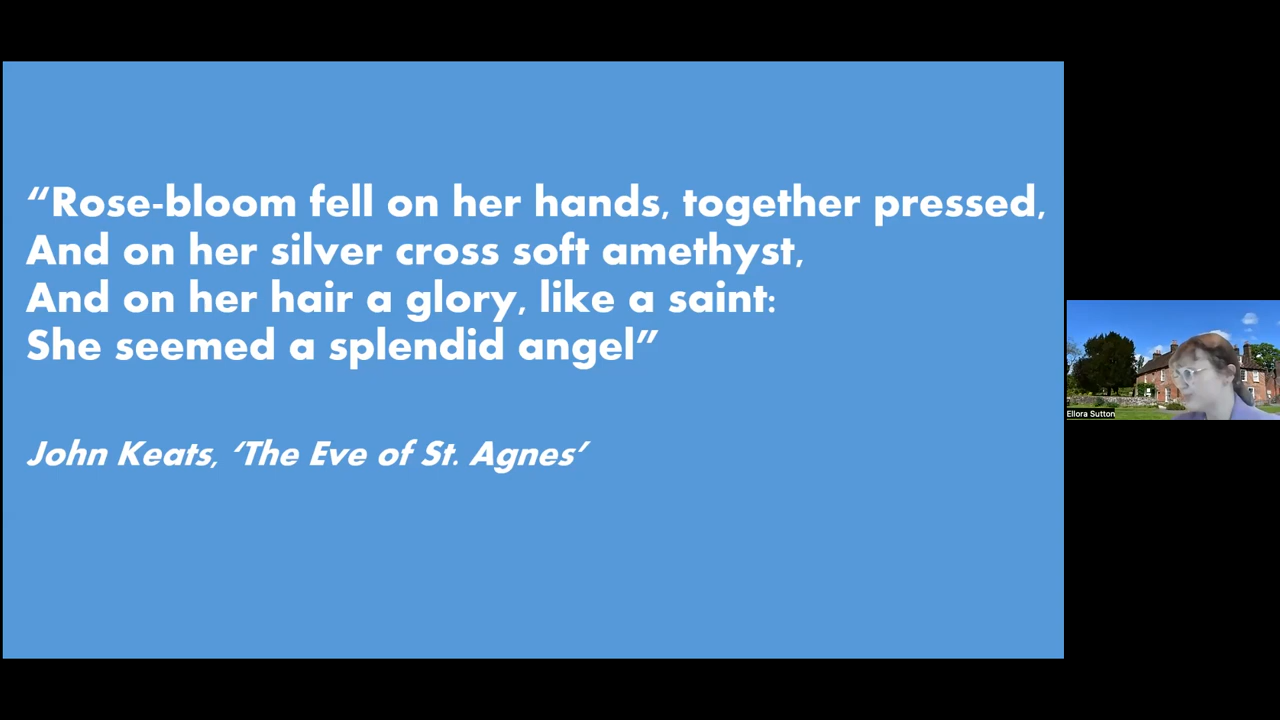 “Rose-bloom fell on her hands, together pressed,
And on her silver cross soft amethyst,
And on her hair a glory, like a saint:
She seemed a splendid angel”
John Keats, ‘The Eve of St. Agnes’
Ellora Sutton